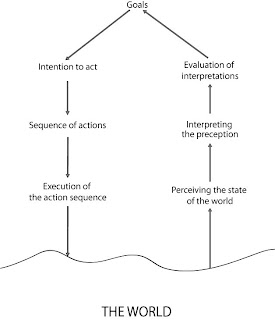 Goals
Intention to act
Evaluation of
interpretations
Sequence of actions
Interpreting
the preception
Execution of
the action sequence
Perceiving the state
of the world
THE WORLD